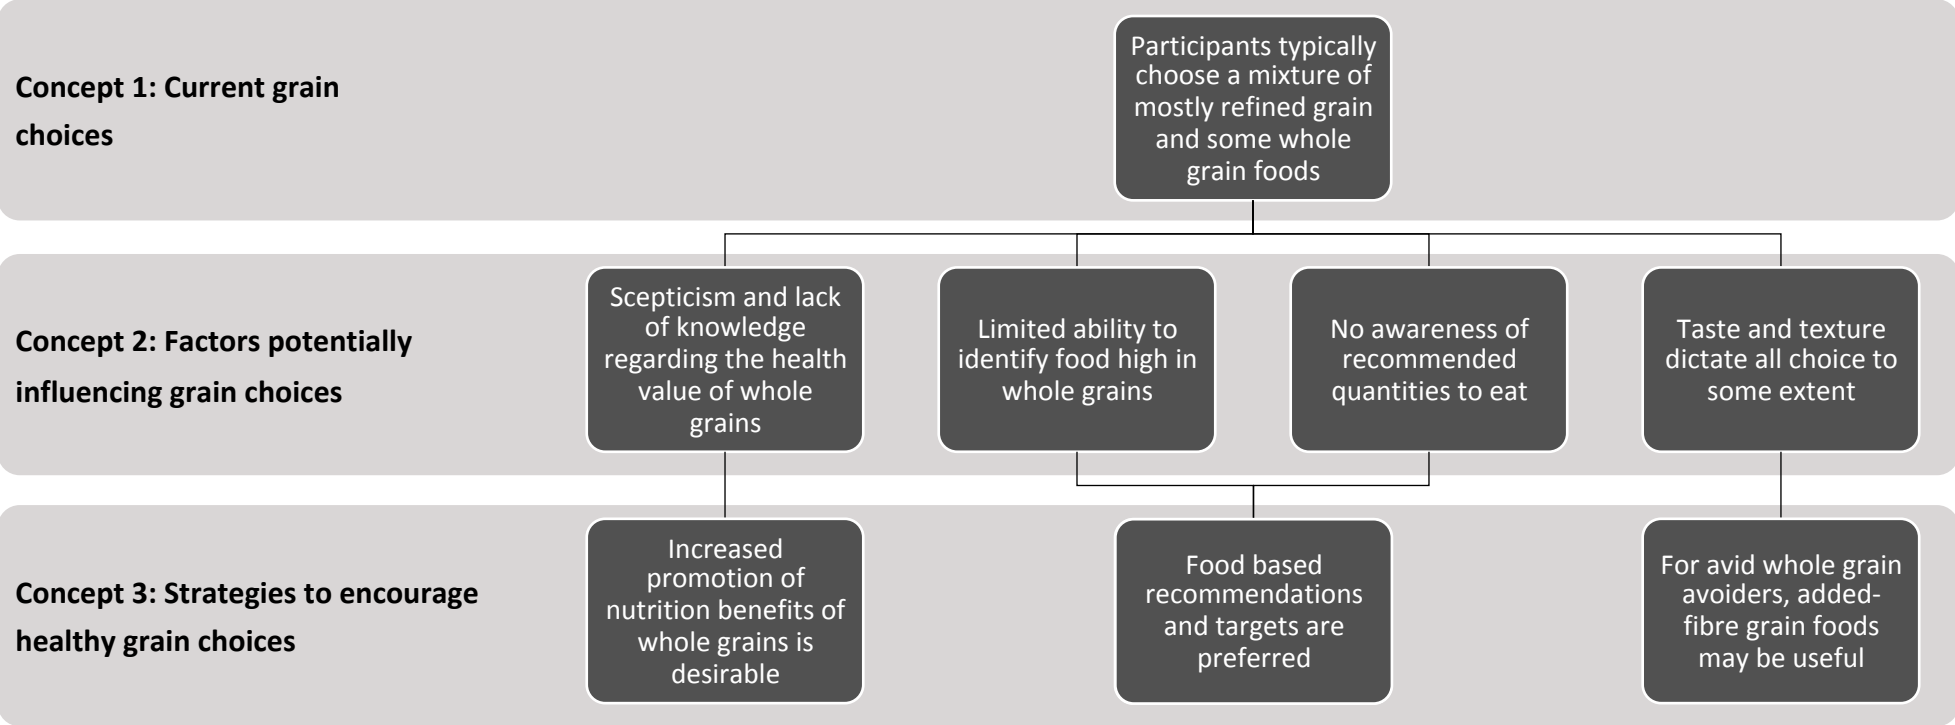 Concept 1: Current grain
choices
Participants typically
choose a mixture of
mostly refined grain
and some whole
grain foods
Concept 2: Factors potentially
influencing grain choices
Scepticism and lack
of knowledge
regarding the health
value of whole
grains
Limited ability to
identify food high in
whole grains
No awareness of
recommended
quantities to eat
Taste and texture
dictate all choice to
some extent
Concept 3: Strategies to encourage
healthy grain choices
Increased
promotion of
nutrition benefits of
whole grains is
desirable
Food based
recommendations
and targets are
preferred
For avid whole grain
avoiders, added-
fibre grain foods
may be useful